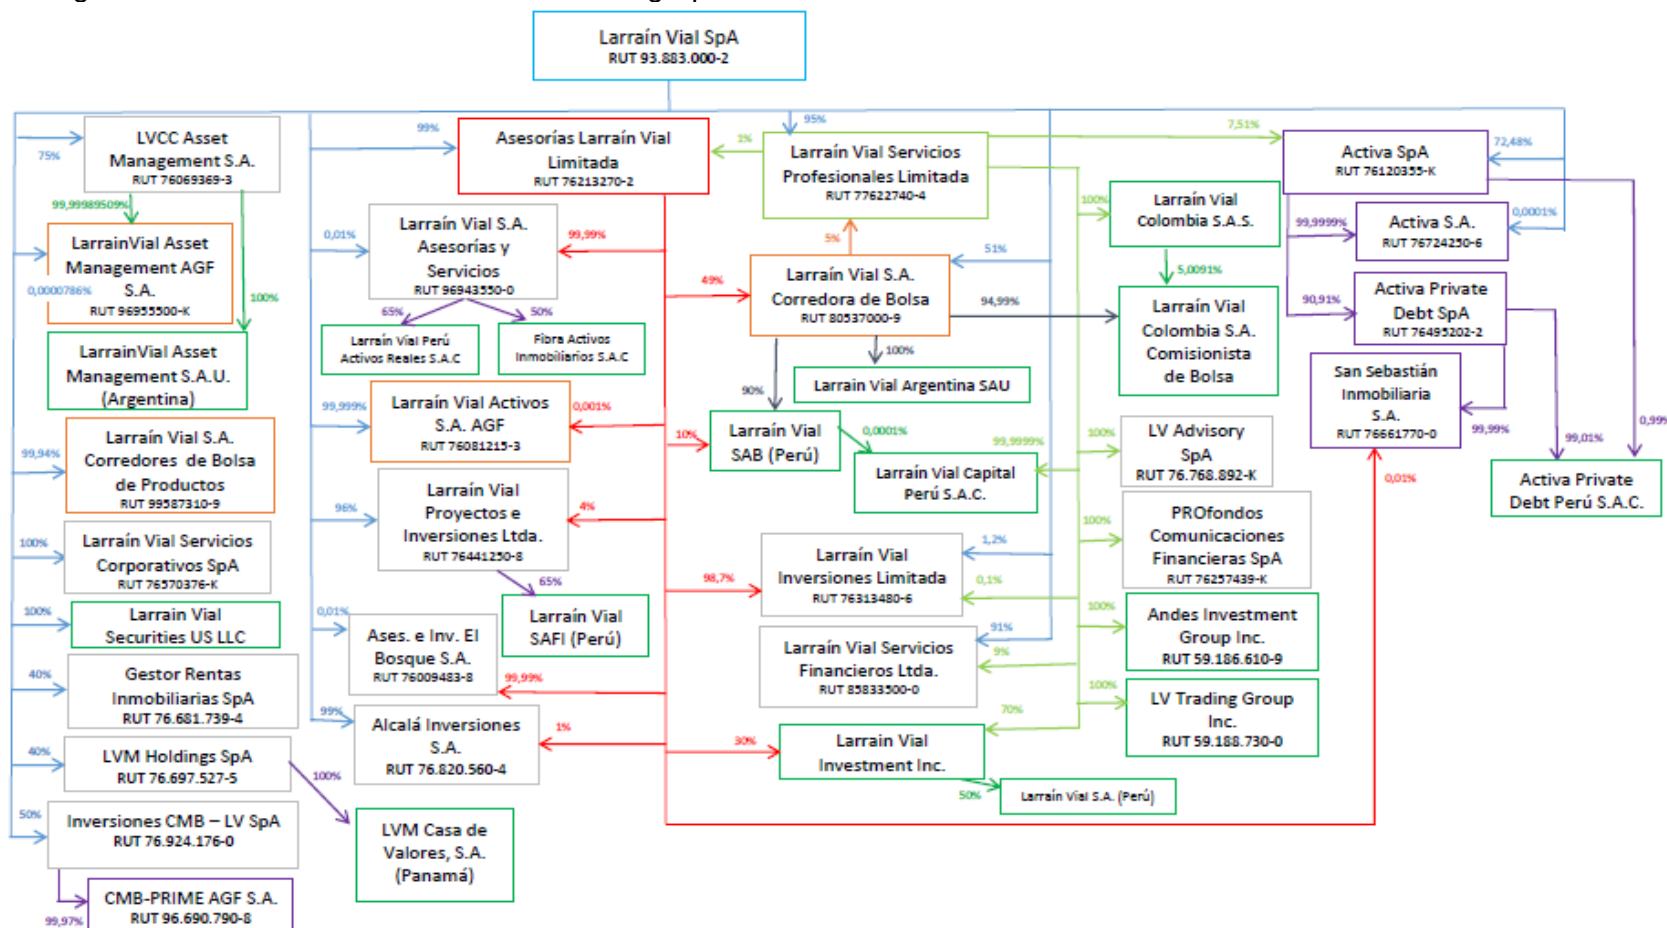 Larraín Vial SpA
RUT 93.883.000-2
75%
LVCC Asset
Management S.A.
RUT 76069369-3
99%
Asesorías Larraín Vial
Limitada
RUT 76213270-2
1%
95%
Larraín Vial Servicios
Profesionales Limitada
RUT 77622740-4
7,51%
Activa SpA
RUT 76120355-K
72,48%
99,99989509%
LarrainVial Asset
Management AGF
S.A.
RUT 96955500-K
0,0000786%
100%
LarrainVial Asset
Management S.A.U.
(Argentina)
0,01%
Larraín Vial S.A.
Asesorías y
Servicios
RUT 96943550-0
99,99%
65%
50%
Larraín Vial Perú
Activos Reales S.A.C
Fibra Activos
Inmobiliarios S.A.C
5%
51%
49%
Larraín Vial S.A.
Corredora de Bolsa
RUT 80537000-9
94,99%
100%
Larraín Vial
Colombia S.A.S.
5,0091%
Larraín Vial
Colombia S.A.
Comisionista
de Bolsa
99,9999%
Activa S.A.
RUT 76724250-6
0,0001%
90,91%
Activa Private
Debt SpA
RUT 76495202-2
San Sebastián
Inmobiliaria
S.A.
RUT 76661770-0
99,99%
99,01%
0,99%
0,01%
Activa Private
Debt Perú S.A.C.
100%
Larrain Vial Argentina SAU
90%
10%
Larraín Vial
SAB (Perú)
0,0001%
99,9999%
Larraín Vial Capital
Perú S.A.C.
99,94%
Larraín Vial S.A.
Corredores de Bolsa
de Productos
RUT 99587310-9
99,999%
Larraín Vial Activos
S.A. AGF
RUT 76081215-3
0,001%
100%
LV Advisory
SpA
RUT 76.768.892-K
96%
Larraín Vial
Proyectos e
Inversiones Ltda.
RUT 76441250-8
4%
65%
Larraín Vial
SAFI (Perú)
100%
PROfondos
Comunicaciones
Financieras SpA
RUT 76257439-K
100%
Larraín Vial Servicios
Corporativos SpA
RUT 76570376-K
98,7%
Larraín Vial
Inversiones Limitada
RUT 76313480-6
1,2%
0,1%
100%
Larrain Vial
Securities US LLC
0,01%
Ases. e Inv. El
Bosque S.A.
RUT 76009483-8
99,99%
Larraín Vial Servicios
Financieros Ltda.
RUT 85833500-0
91%
9%
100%
Andes Investment
Group Inc.
RUT 59.186.610-9
40%
Gestor Rentas
Inmobiliarias SpA
RUT 76.681.739-4
99%
Alcalá Inversiones
S.A.
RUT 76.820.560-4
1%
30%
Larrain Vial
Investment Inc.
70%
100%
LV Trading Group
Inc.
RUT 59.188.730-0
50%
Larraín Vial S.A. (Perú)
40%
LVM Holdings SpA
RUT 76.697.527-5
100%
LVM Casa de
Valores, S.A.
(Panamá)
50%
Inversiones CMB – LV SpA
RUT 76.924.176-0
99,97%
CMB-PRIME AGF S.A.
RUT 96.690.790-8